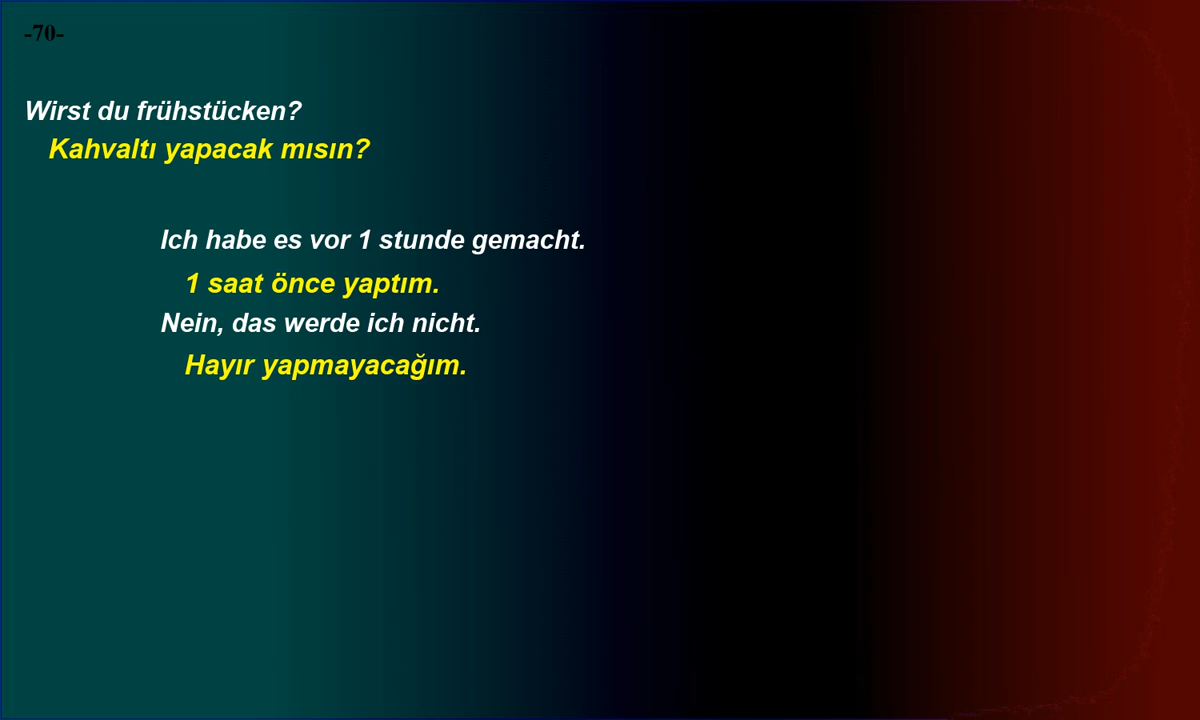 -70-
Wirst du frühstücken?
Kahvaltı yapacak mısın?
Ich habe es vor 1 stunde gemacht.
1 saat önce yaptım.
Nein, das werde ich nicht.
Hayır yapmayacağım.